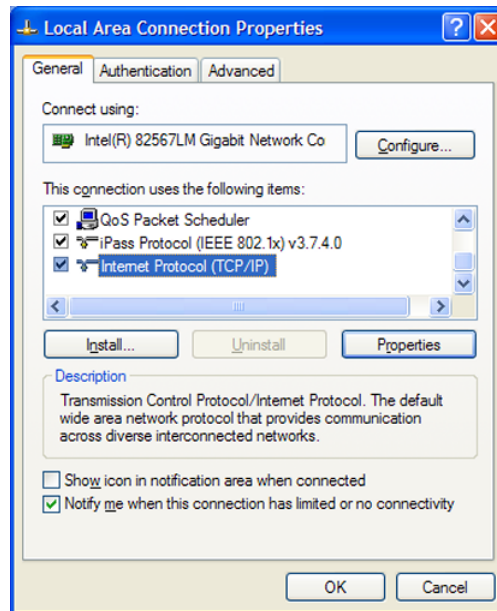 Local Area Connection Properties
General Authentication Advanced
Connect using:
Intel(R) 82567LM Gigabit Network Co
Configure...
This connection uses the following items:
QoS Packet Scheduler
iPass Protocol (IEEE 802.1x) v3.7.4.0
Internet Protocol (TCP/IP)
Install... Uninstall Properties
Description
Transmission Control Protocol/Internet Protocol. The default
wide area network protocol that provides communication
across diverse interconnected networks.
Show icon in notification area when connected
Notify me when this connection has limited or no connectivity
OK Cancel